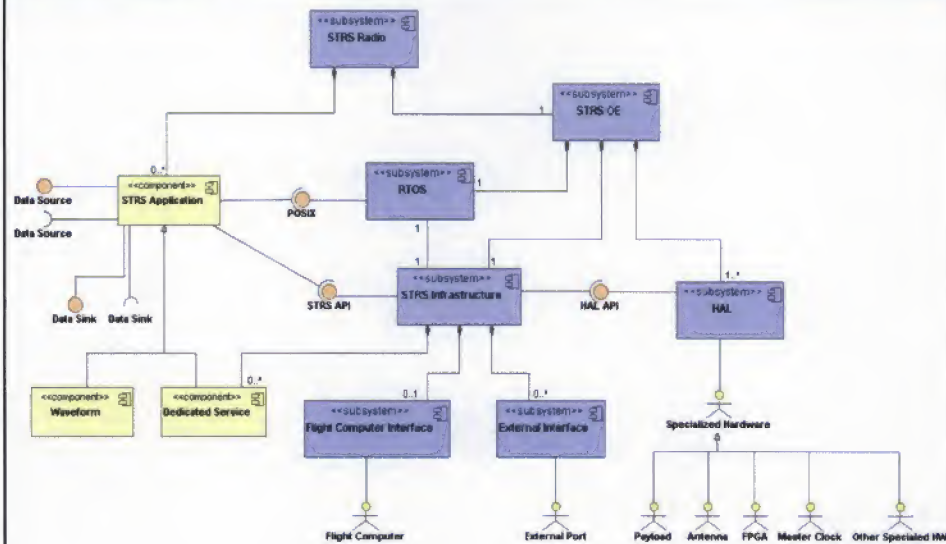 <<subsystem>>
STRS Radio
<<subsystem>>
STRS OE
1
1
0..*
<<component>>
STRS Application
<<subsystem>>
RTOS
1
Data Source
POSIX
Data Source
1
1
1
1..*
<<subsystem>>
STRS Infrastructure
<<subsystem>>
HAL
STRS API
HAL API
Data Sink
Data Sink
0..*
0..1
0..*
<<component>>
Waveform
<<component>>
Dedicated Service
<<subsystem>>
Flight Computer Interface
<<subsystem>>
External Interface
Specialized Hardware
Flight Computer
External Port
Payload
Antenna
FPGA
Master Clock
Other Specialed HW